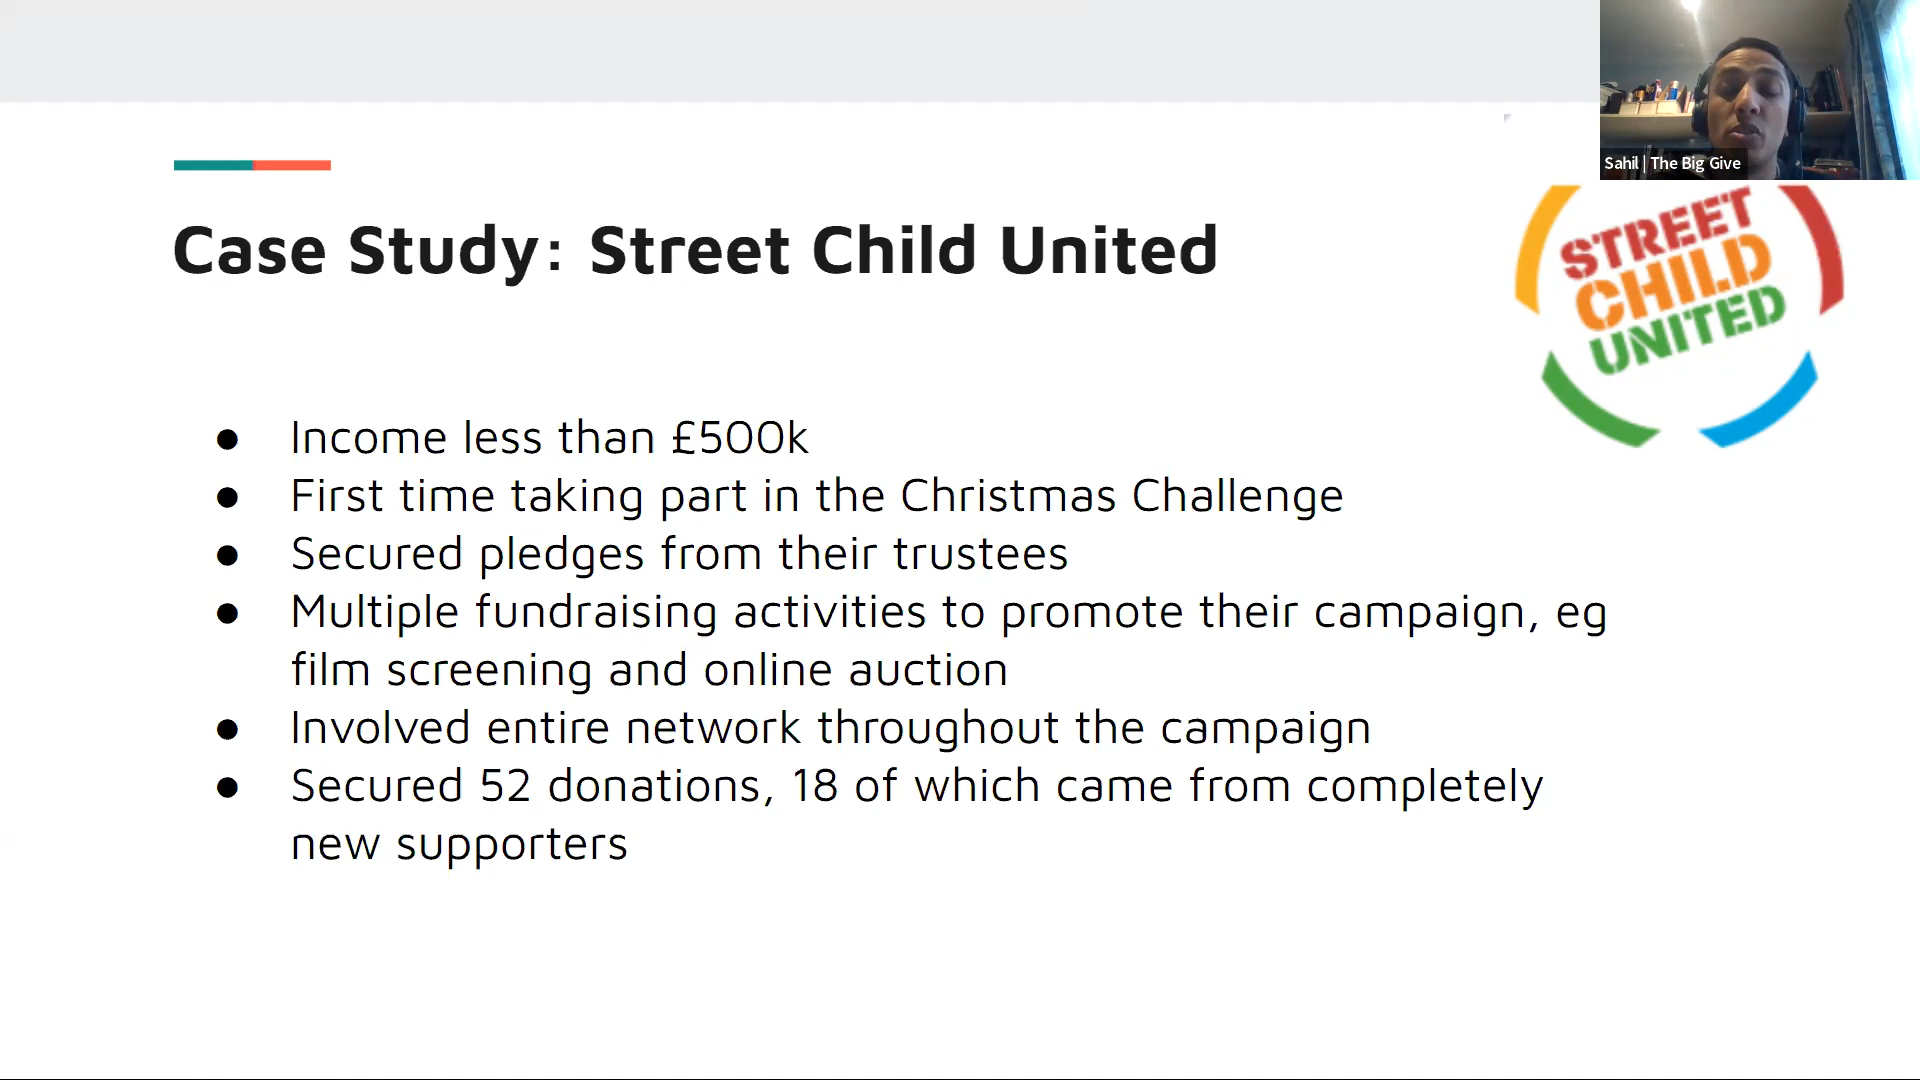 Sahil | The Big Give
STREET
CHILD
UNITED
Case Study: Street Child United
● Income less than £500k
● First time taking part in the Christmas Challenge
● Secured pledges from their trustees
● Multiple fundraising activities to promote their campaign, eg
film screening and online auction
● Involved entire network throughout the campaign
● Secured 52 donations, 18 of which came from completely
new supporters